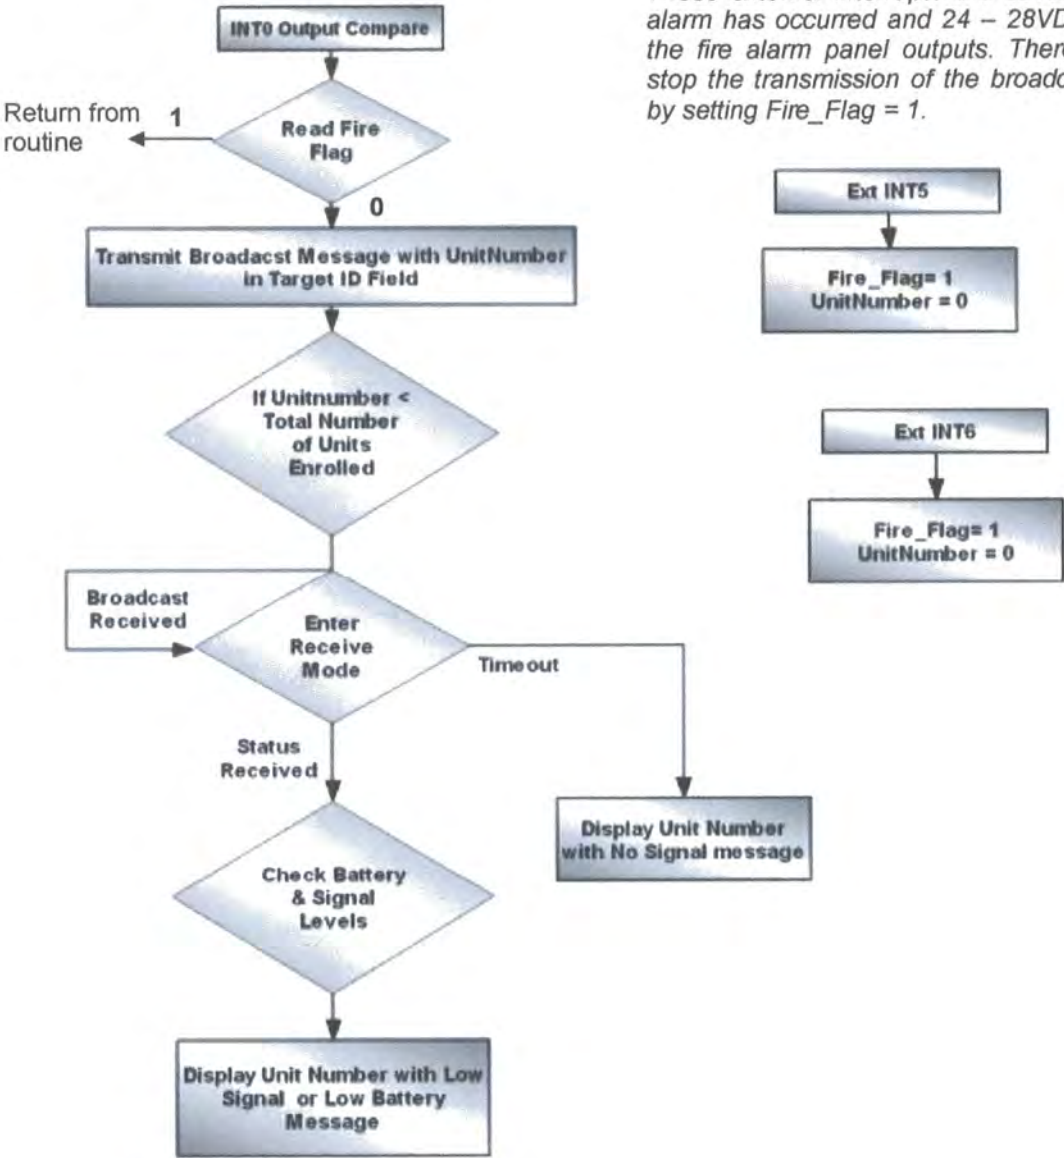 alarm has occurred and 24 – 28VD
the fire alarm panel outputs. Ther
stop the transmission of the broadc
by setting Fire_Flag = 1.
INT0 Output Compare
Return from
routine
1
Read Fire
Flag
0
Transmit Broadacst Message with UnitNumber
in Target ID Field
If Unitnumber <
Total Number
of Units
Enrolled
Broadcast
Received
Enter
Receive
Mode
Timeout
Status
Received
Display Unit Number
with No Signal message
Check Battery
& Signal
Levels
Display Unit Number with Low
Signal or Low Battery
Message
Ext INT5
Fire_Flag= 1
UnitNumber = 0
Ext INT6
Fire_Flag= 1
UnitNumber = 0